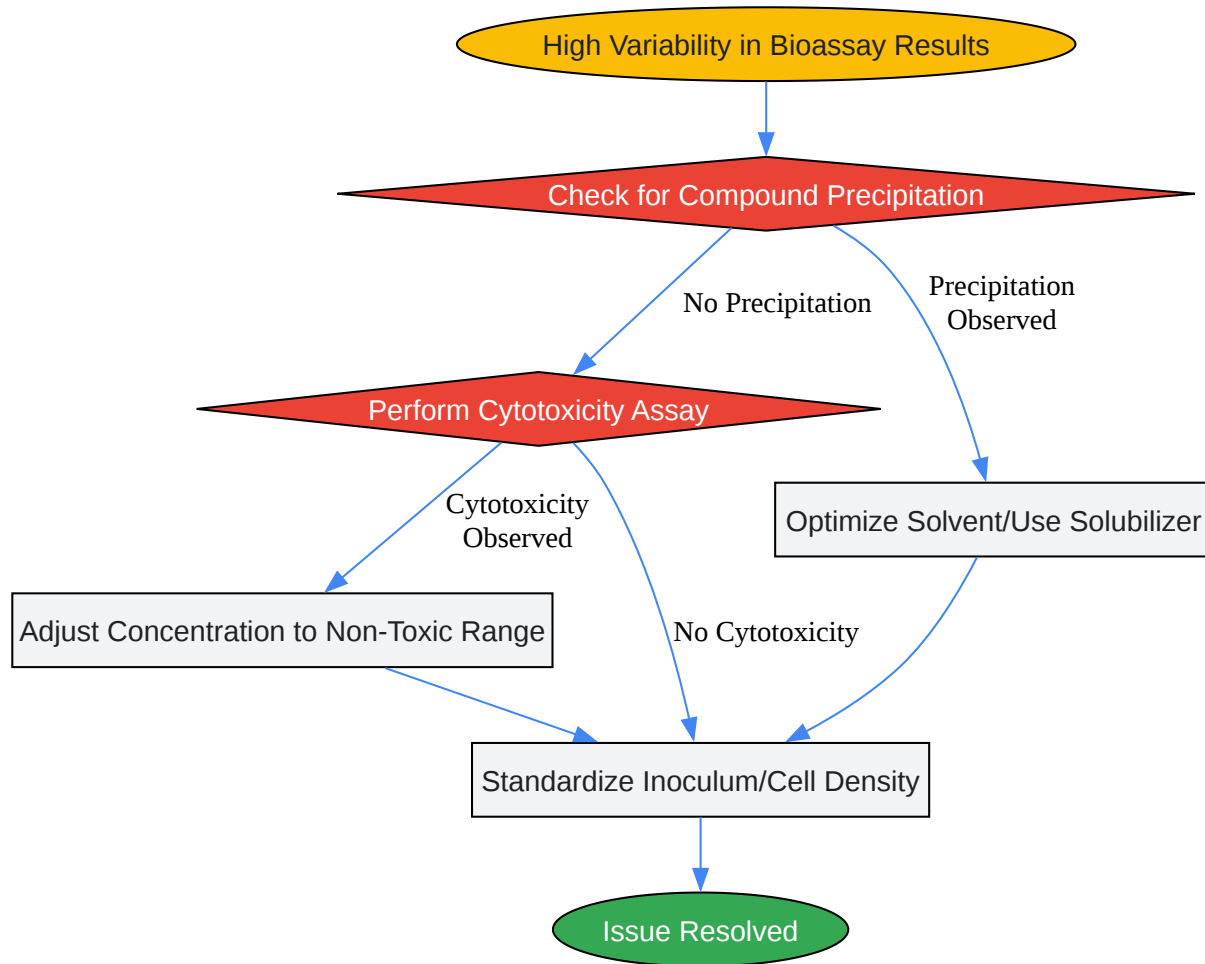 High Variability in Bioassay Results
Check for Compound Precipitation
No Precipitation
Precipitation
Observed
Perform Cytotoxicity Assay
Cytotoxicity
Observed
Optimize Solvent/Use Solubilizer
Adjust Concentration to Non-Toxic Range
No Cytotoxicity
Standardize Inoculum/Cell Density
Issue Resolved